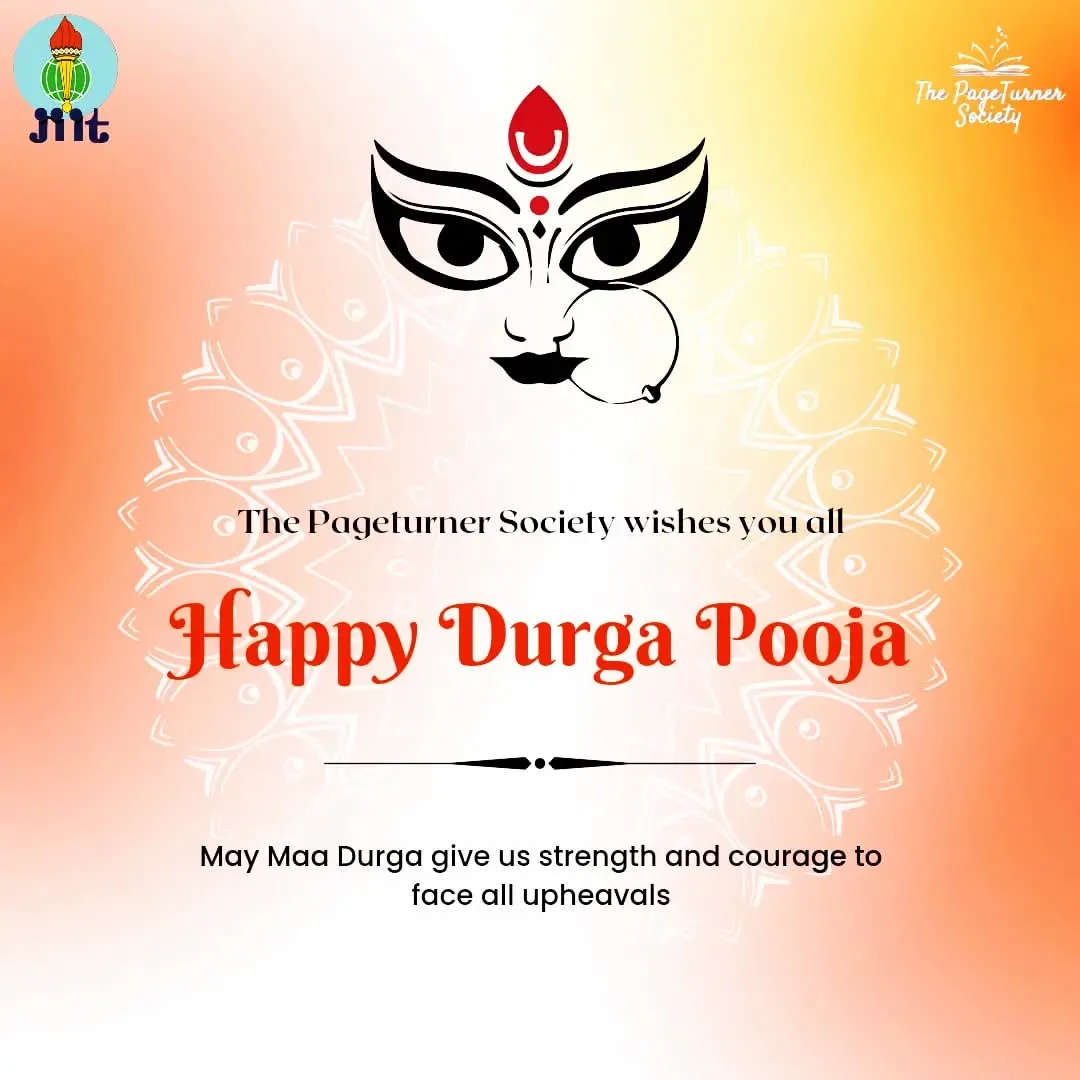 JMt
The PageTurner
Society
The Pageturner Society wishes you all
Happy Durga Pooja
May Maa Durga give us strength and courage to
face all upheavals